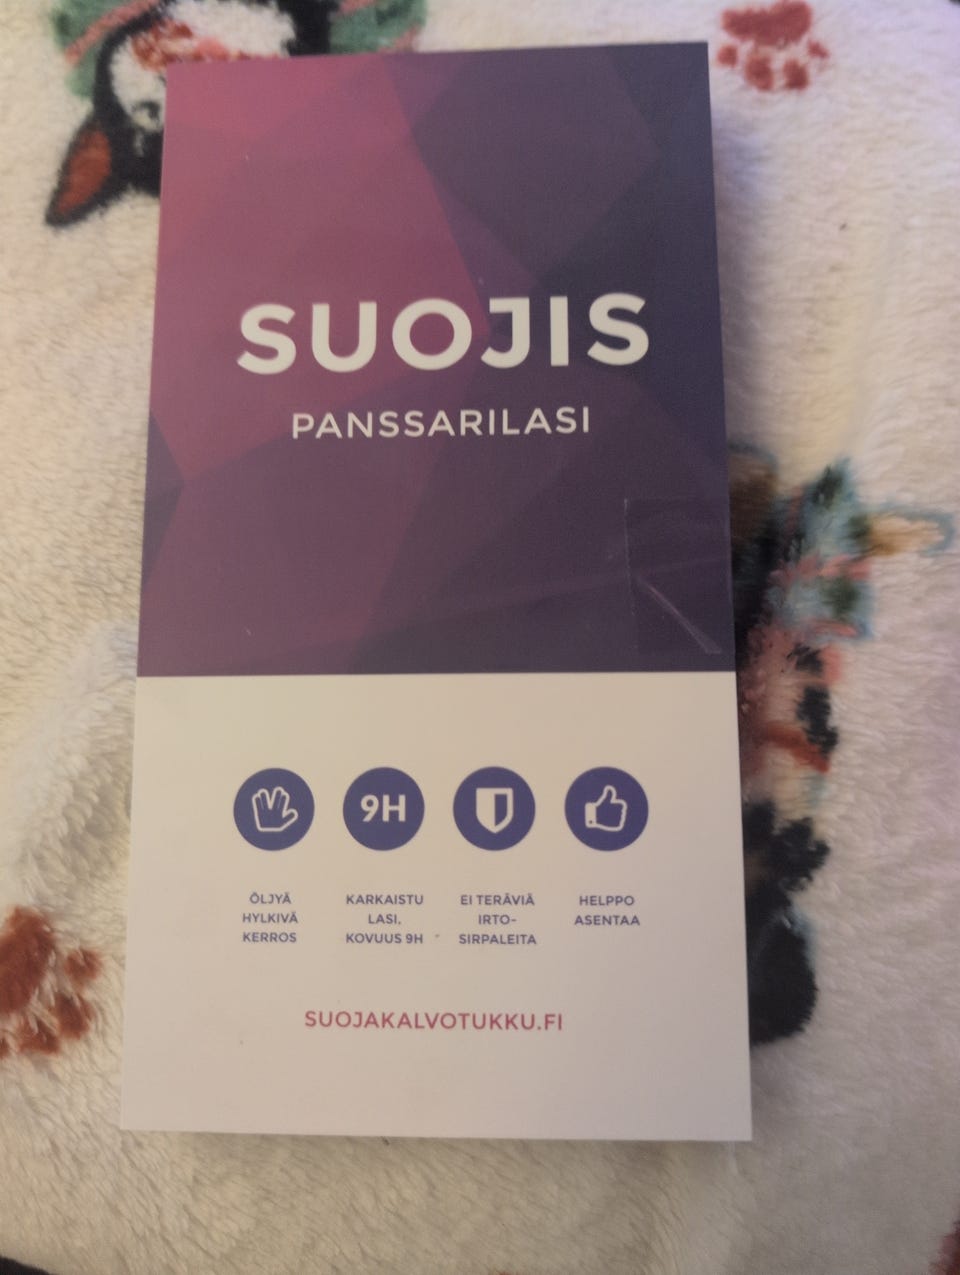 SUOJIS
PANSSARILASI
9H
ÖLJYÄ
HYLKIVÄ
KERROS
KARKAISTU
LASI,
KOVUUS 9H
EI TERÄVIÄ
IRTO-
SIRPALEITA
HELPPO
ASENTAA
SUOJAKALVOTUKKU.FI